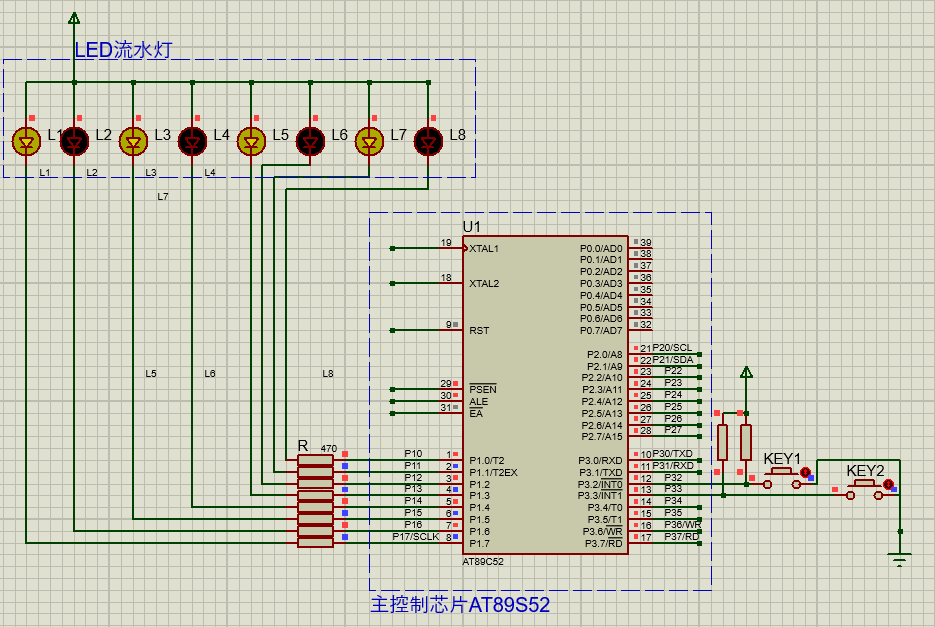 LED流水灯
L1 L2 L3 L4 L5 L6 L7 L8
L1 L2 L3 L4
L7
U1
19 XTAL1
18 XTAL2
9 RST
29 PSEN
30 ALE
31 EA
P0.0/AD0 39
P0.1/AD1 38
P0.2/AD2 37
P0.3/AD3 36
P0.4/AD4 35
P0.5/AD5 34
P0.6/AD6 33
P0.7/AD7 32
P2.0/A8 21 P20/SCL
P2.1/A9 22 P21/SDA
P2.2/A10 23 P22
P2.3/A11 24 P23
P2.4/A12 25 P24
P2.5/A13 26 P25
P2.6/A14 27 P26
P2.7/A15 28 P27
L5 L6 L8
R 470
P10 1 P1.0/T2
P11 2 P1.1/T2EX
P12 3 P1.2
P13 4 P1.3
P14 5 P1.4
P15 6 P1.5
P16 7 P1.6
P17/SCLK 8 P1.7
P3.0/RXD 10 P30/TXD
P3.1/TXD 11 P31/RXD
P3.2/INT0 12 P32
P3.3/INT1 13 P33
P3.4/T0 14 P34
P3.5/T1 15 P35
P3.6/WR 16 P36/WR
P3.7/RD 17 P37/RD
KEY1
KEY2
AT89C52
主控制芯片AT89S52